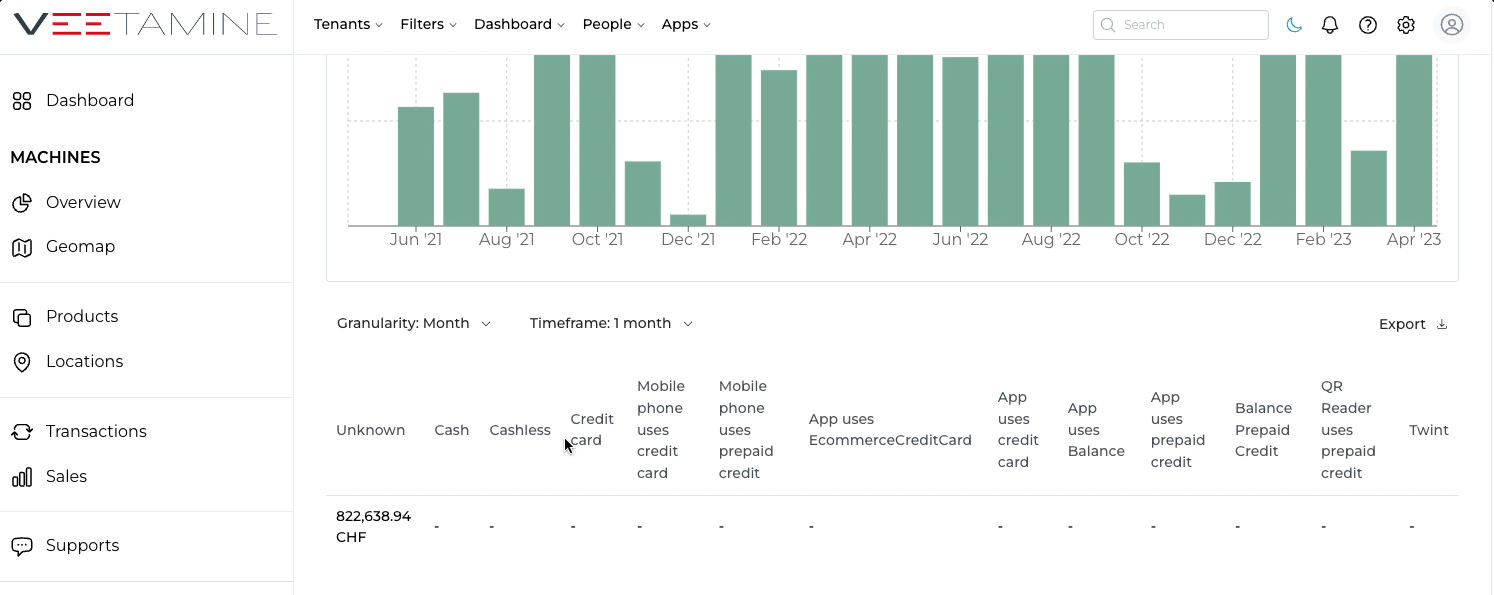 VEETAMINE
Tenants Filters Dashboard People Apps Search
Dashboard
MACHINES
Overview
Geomap
Products
Locations
Transactions
Sales
Supports
Jun '21 Aug '21 Oct '21 Dec '21 Feb '22 Apr '22 Jun '22 Aug '22 Oct '22 Dec '22 Feb '23 Apr '23
Granularity: Month Timeframe: 1 month Export
Unknown
Cash
Cashless
Credit
card
Mobile
phone
uses
credit
card
Mobile
phone
uses
prepaid
credit
App uses
EcommerceCreditCard
App
uses
credit
card
App
uses
Balance
App
uses
prepaid
credit
Balance
Prepaid
Credit
QR
Reader
uses
prepaid
credit
Twint
822,638.94
CHF
- - - - - - - - - - - -